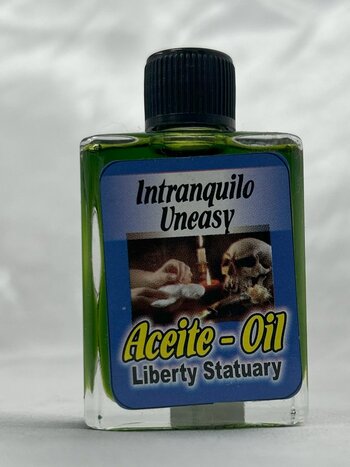 Intranquilo
Uneasy
Aceite - Oil
Liberty Statuary